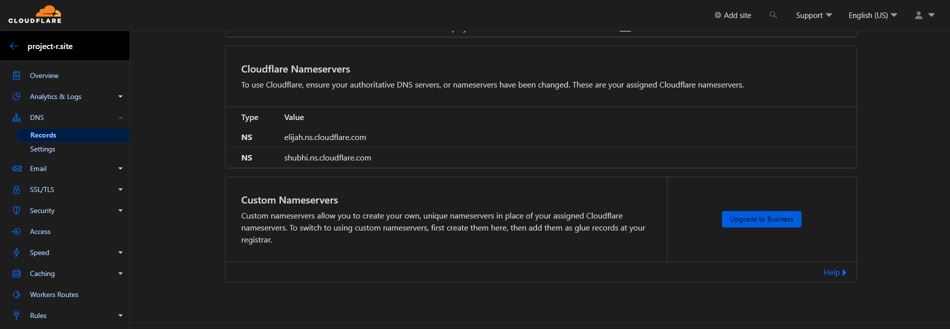 CLOUDFLARE
Add site
Support
English (US)
project-r.site
Overview
Analytics & Logs
DNS
Records
Settings
Email
SSL/TLS
Security
Access
Speed
Caching
Workers Routes
Rules
Cloudflare Nameservers
To use Cloudflare, ensure your authoritative DNS servers, or nameservers have been changed. These are your assigned Cloudflare nameservers.
Type Value
NS elijah.ns.cloudflare.com
NS shubhi.ns.cloudflare.com
Custom Nameservers
Custom nameservers allow you to create your own, unique nameservers in place of your assigned Cloudflare
nameservers. To switch to using custom nameservers, first create them here, then add them as glue records at your
registrar.
Upgrade to Business
Help